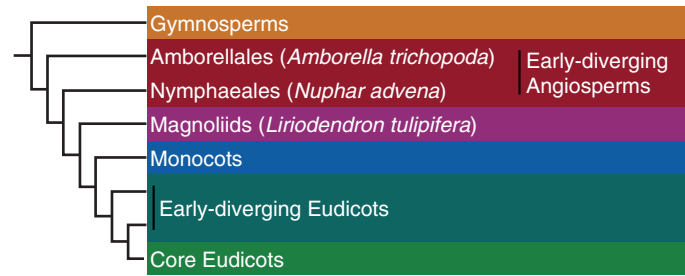 Gymnosperms
Amborellales (Amborella trichopoda)
Nymphaeales (Nuphar advena)
Early-diverging
Angiosperms
Magnoliids (Liriodendron tulipifera)
Monocots
Early-diverging Eudicots
Core Eudicots